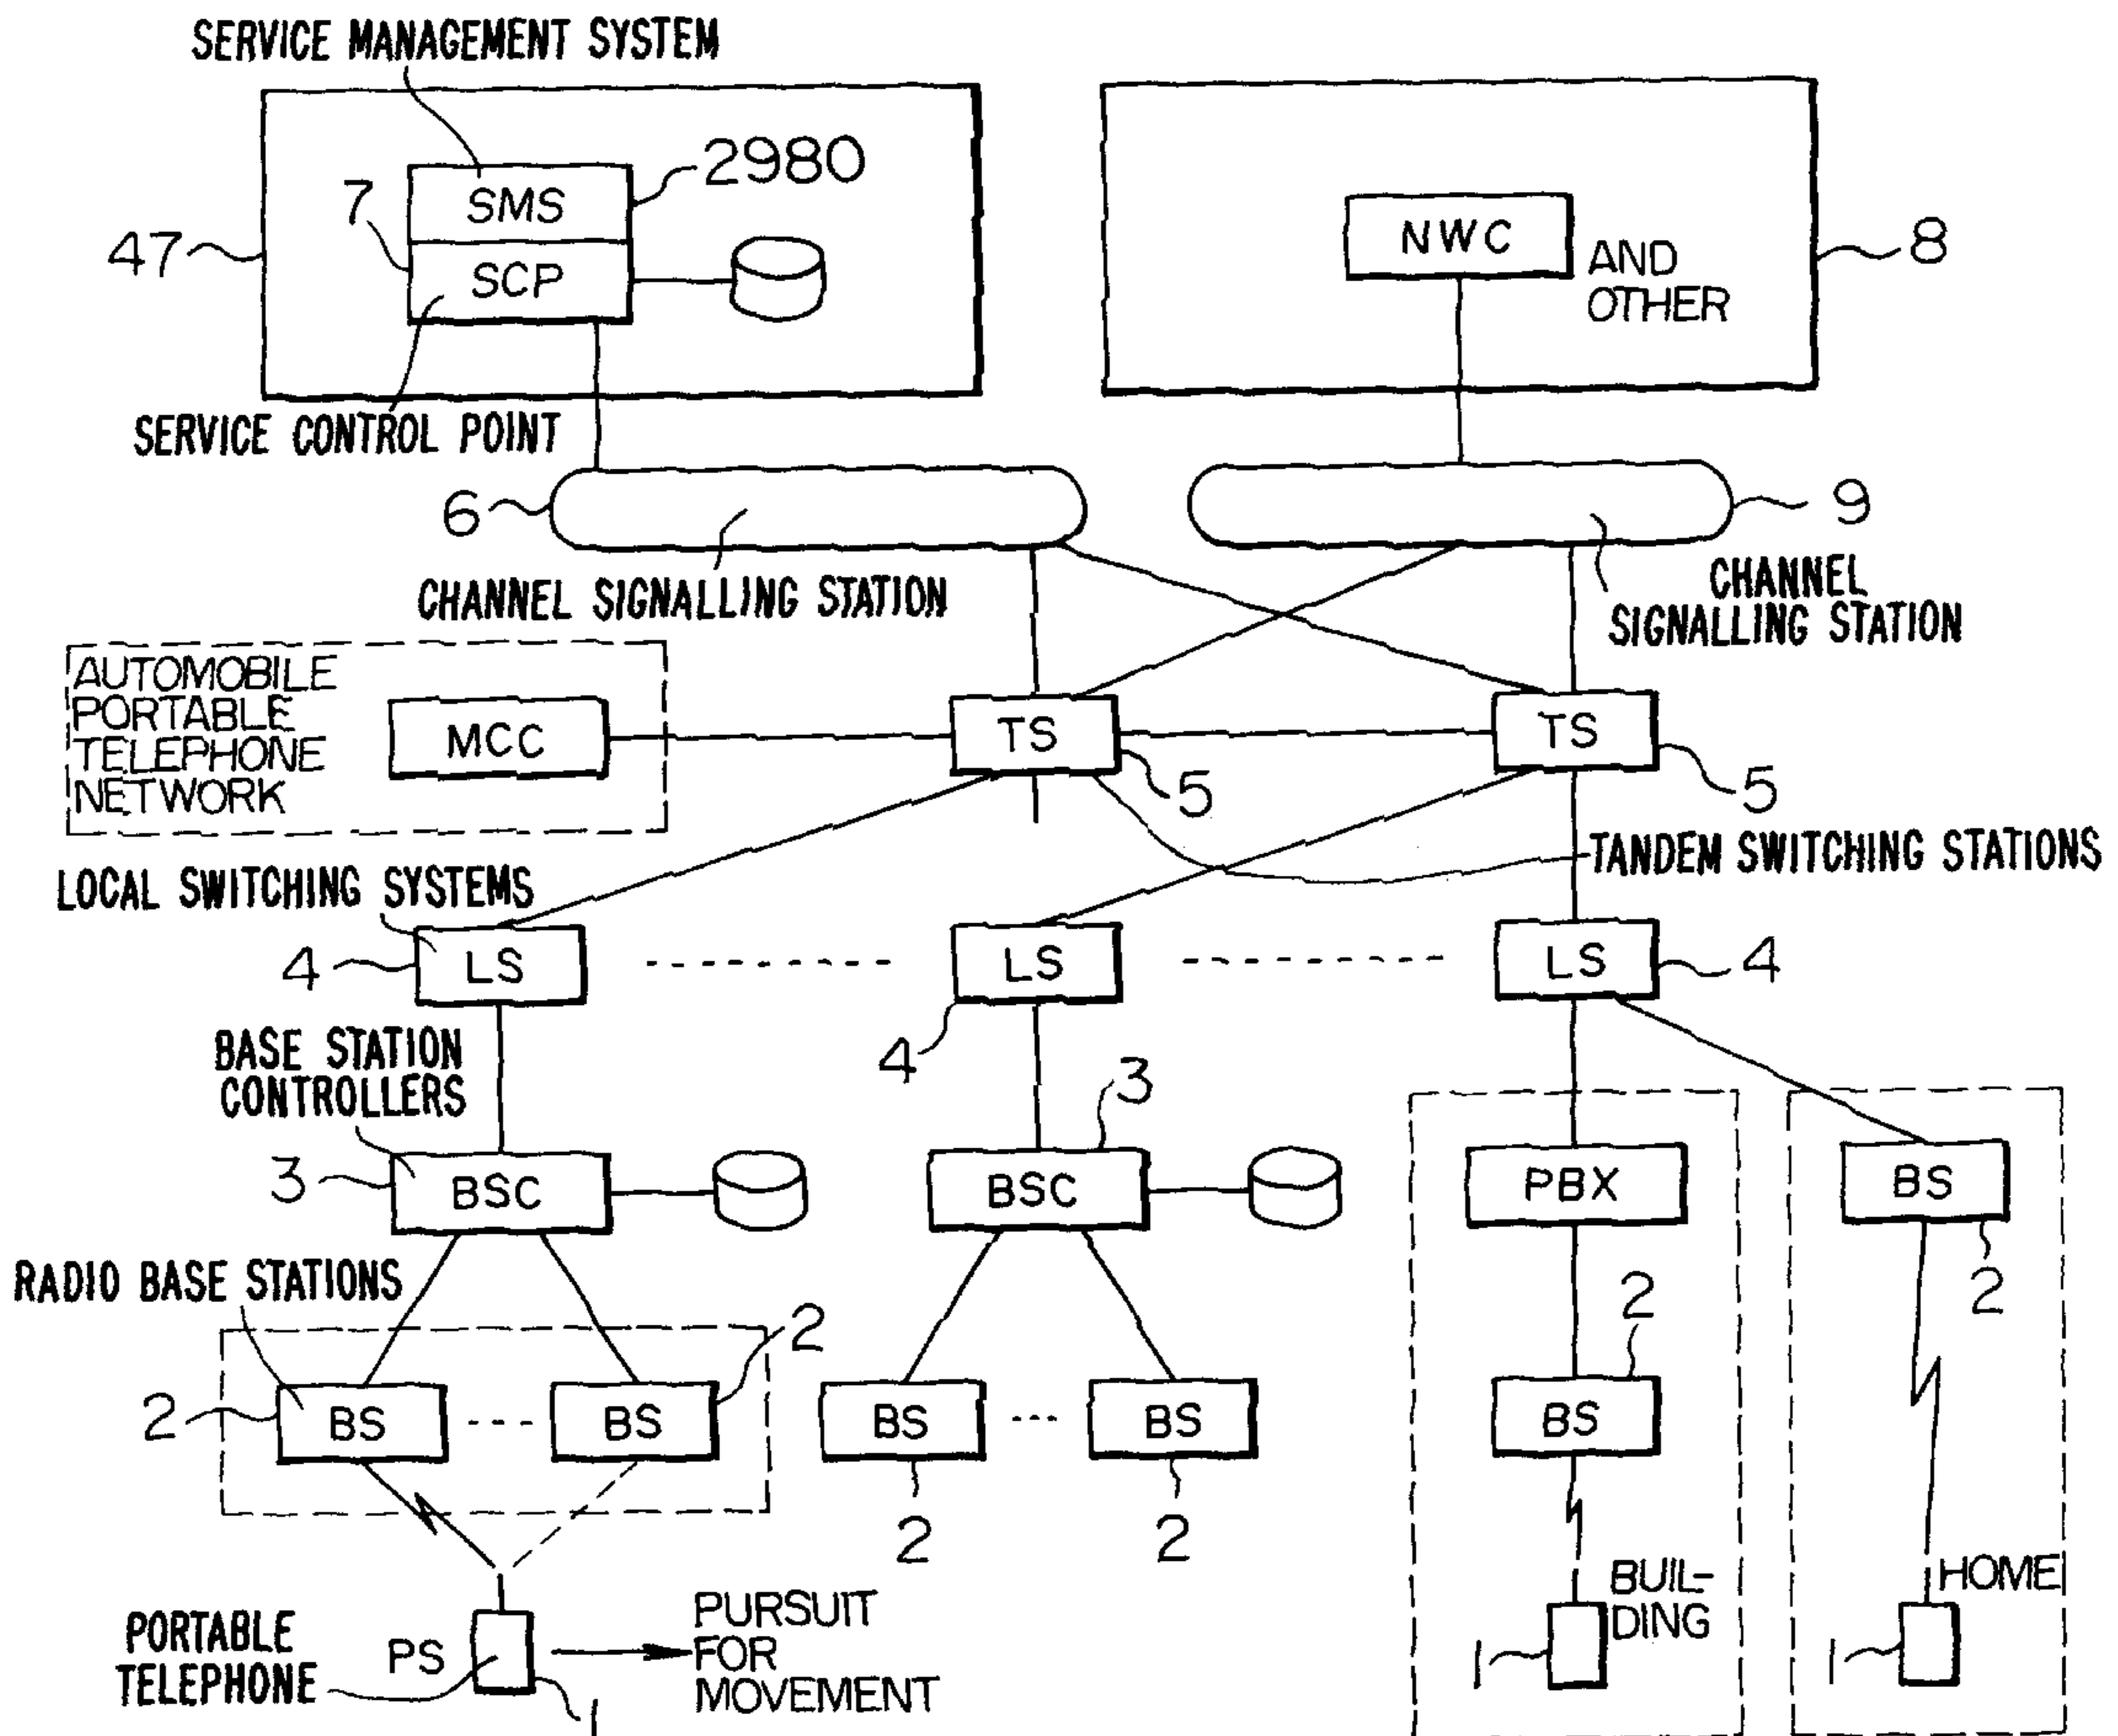 SERVICE MANAGEMENT SYSTEM
2980
7
SMS
47
SCP
NWC
AND
OTHER
8
SERVICE CONTROL POINT
6
9
CHANNEL SIGNALLING STATION
CHANNEL
SIGNALLING STATION
AUTOMOBILE
PORTABLE
TELEPHONE
NETWORK
MCC
TS
TS
5
5
TANDEM SWITCHING STATIONS
LOCAL SWITCHING SYSTEMS
4
LS
LS
LS
4
4
BASE STATION
CONTROLLERS
3
3
BSC
BSC
PBX
BS
2
RADIO BASE STATIONS
2
2
2
BS
BS
BS
BS
BS
2
2
BUIL-
DING
HOME
PORTABLE
TELEPHONE
PS
PURSUIT
FOR
MOVEMENT
1
1
1